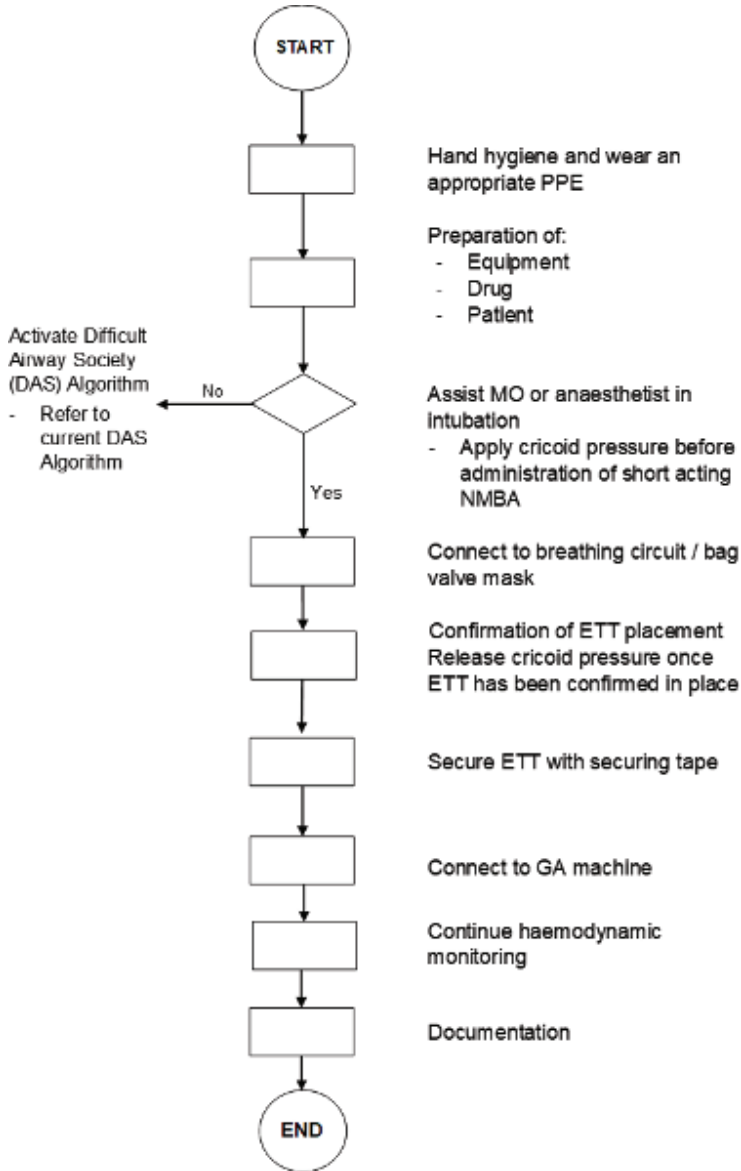 START
Hand hygiene and wear an
appropriate PPE
Preparation of:
- Equipment
- Drug
- Patient
Activate Difficult
Airway Society
(DAS) Algorithm
- Refer to
current DAS
Algorithm
No
Assist MO or anaesthetist in
intubation
- Apply cricoid pressure before
administration of short acting
NMBA
Yes
Connect to breathing circuit / bag
valve mask
Confirmation of ETT placement
Release cricoid pressure once
ETT has been confirmed in place
Secure ETT with securing tape
Connect to GA machine
Continue haemodynamic
monitoring
Documentation
END